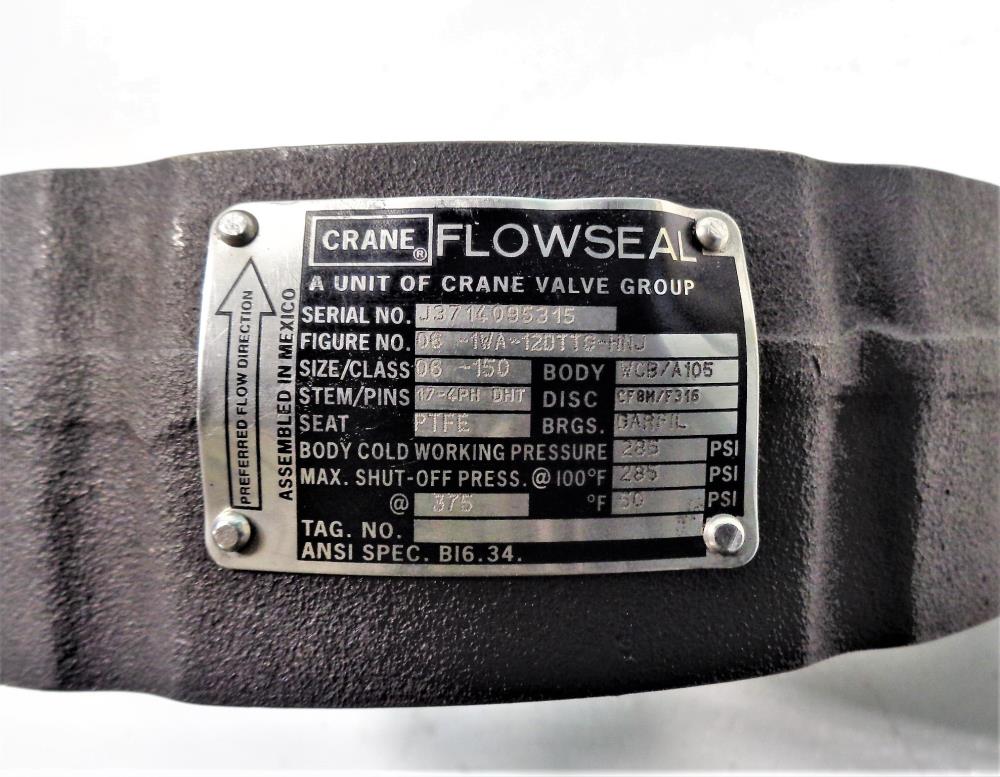 CRANE® FLOWSEAL
A UNIT OF CRANE VALVE GROUP
SERIAL NO. J3714095315
FIGURE NO. 06 -1WA-12DTTG-HNJ
SIZE/CLASS 06 -150 BODY WCB/A105
STEM/PINS 17-4PH DHT DISC CF8M/F316
SEAT PTFE BRGS.
BODY COLD WORKING PRESSURE 285 PSI
MAX. SHUT-OFF PRESS. @ 100°F 285 PSI
@ 375 °F 50 PSI
TAG. NO.
ANSI SPEC. B16.34.
PREFERRED FLOW DIRECTION
ASSEMBLED IN MEXICO